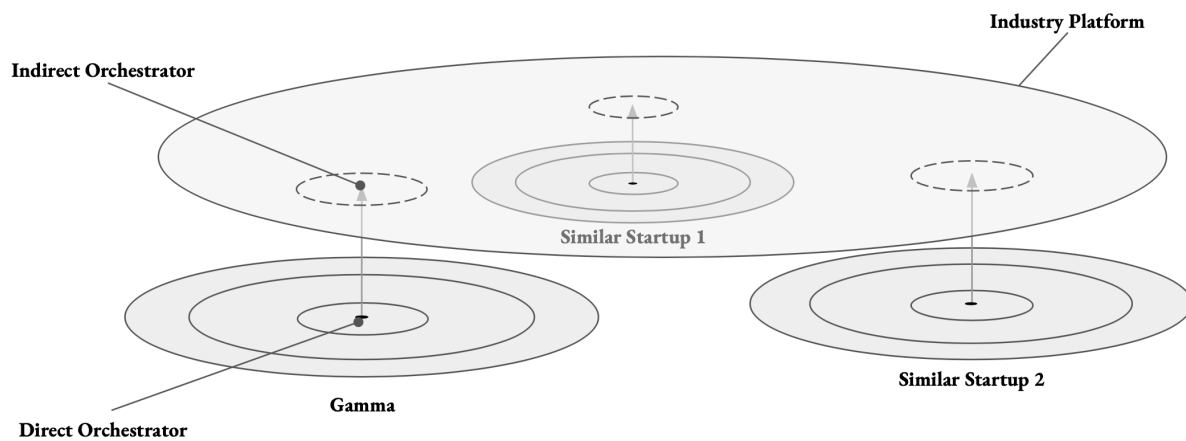 Industry Platform
Indirect Orchestrator
Similar Startup 1
Similar Startup 2
Gamma
Direct Orchestrator